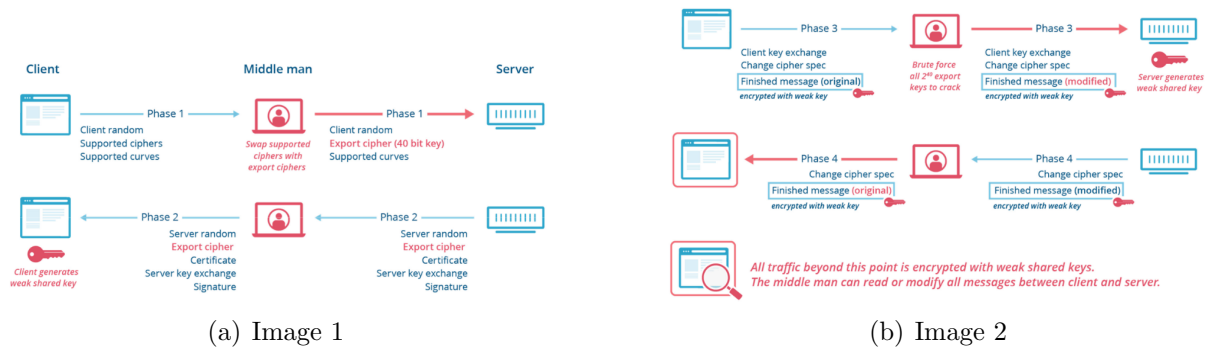 Client
Middle man
Server
Phase 1
Client random
Supported ciphers
Supported curves
Swap supported
ciphers with
export ciphers
Phase 1
Client random
Export cipher (40 bit key)
Supported curves
Client generates
weak shared key
Phase 2
Server random
Export cipher
Certificate
Server key exchange
Signature
Phase 2
Server random
Export cipher
Certificate
Server key exchange
Signature
(a) Image 1
Phase 3
Client key exchange
Change cipher spec
Finished message (original)
encrypted with weak key
Brute force
all 2⁴⁰ export
keys to crack
Phase 3
Client key exchange
Change cipher spec
Finished message (modified)
encrypted with weak key
Server generates
weak shared key
Phase 4
Change cipher spec
Finished message (original)
encrypted with weak key
Phase 4
Change cipher spec
Finished message (modified)
encrypted with weak key
All traffic beyond this point is encrypted with weak shared keys.
The middle man can read or modify all messages between client and server.
(b) Image 2